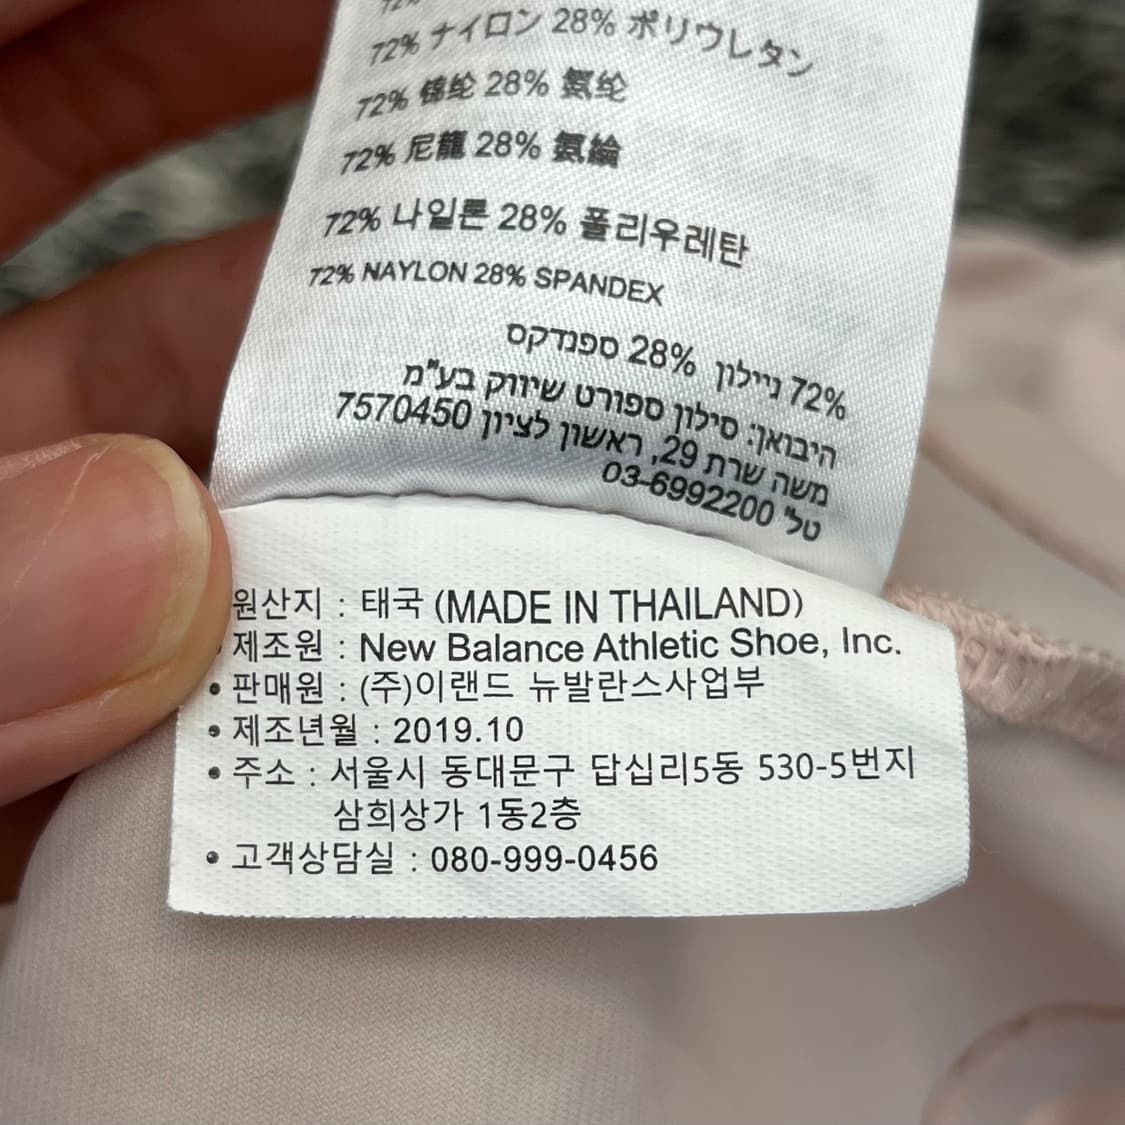 72% ナイロン 28% ポリウレタン
72% 锦纶 28% 氨纶
72% 尼龍 28% 氨綸
72% 나일론 28% 폴리우레탄
72% NAYLON 28% SPANDEX
72% ניילון 28% ספנדקס
היבואן: סילון ספורט שיווק בע"מ
משה שרת 29, ראשון לציון 7570450
טל' 03-6992200
원산지 : 태국 (MADE IN THAILAND)
제조원 : New Balance Athletic Shoe, Inc.
• 판매원 : (주)이랜드 뉴발란스사업부
• 제조년월 : 2019.10
• 주소 : 서울시 동대문구 답십리5동 530-5번지
삼희상가 1동2층
• 고객상담실 : 080-999-0456